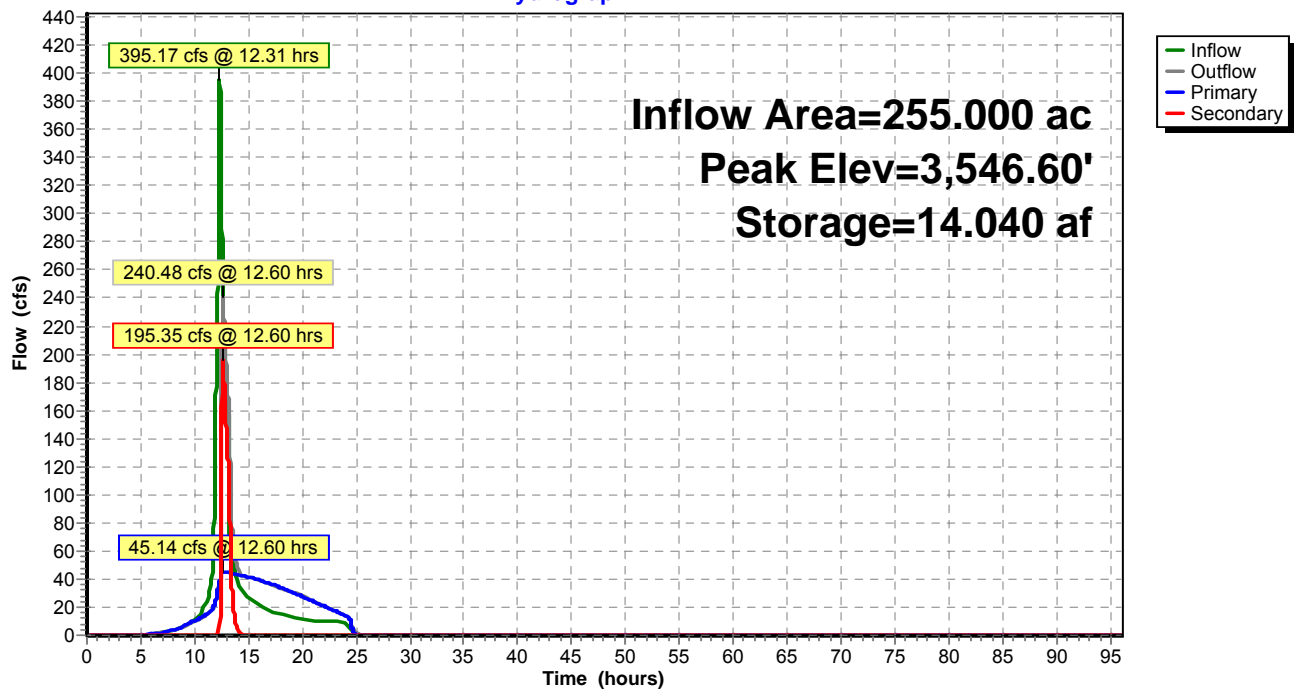 440
420
400
380
360
340
320
300
280
260
240
220
200
180
160
140
120
100
80
60
40
20
0
Flow (cfs)
395.17 cfs @ 12.31 hrs
240.48 cfs @ 12.60 hrs
195.35 cfs @ 12.60 hrs
45.14 cfs @ 12.60 hrs
Inflow Area=255.000 ac
Peak Elev=3,546.60'
Storage=14.040 af
Inflow
Outflow
Primary
Secondary
0 5 10 15 20 25 30 35 40 45 50 55 60 65 70 75 80 85 90 95
Time (hours)